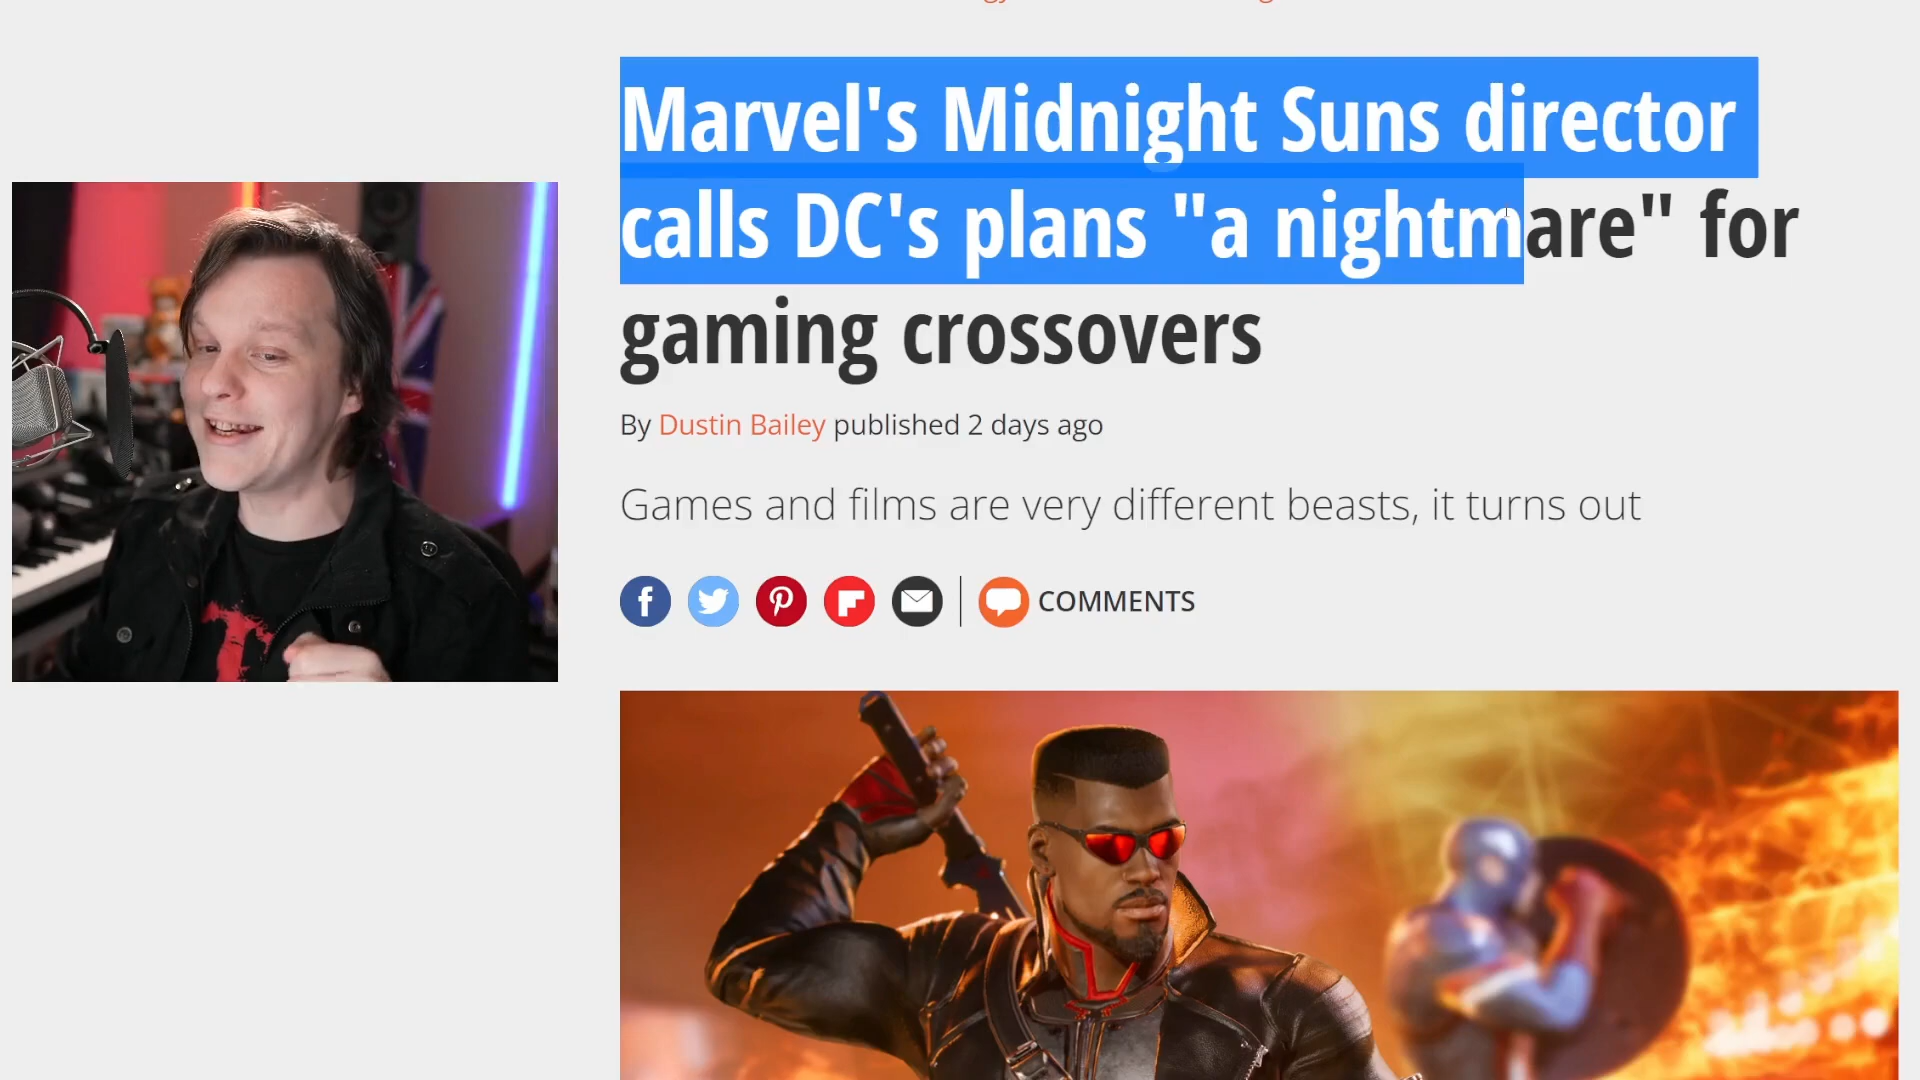 Marvel's Midnight Suns director
calls DC's plans "a nightmare" for
gaming crossovers
By Dustin Bailey published 2 days ago
Games and films are very different beasts, it turns out
COMMENTS